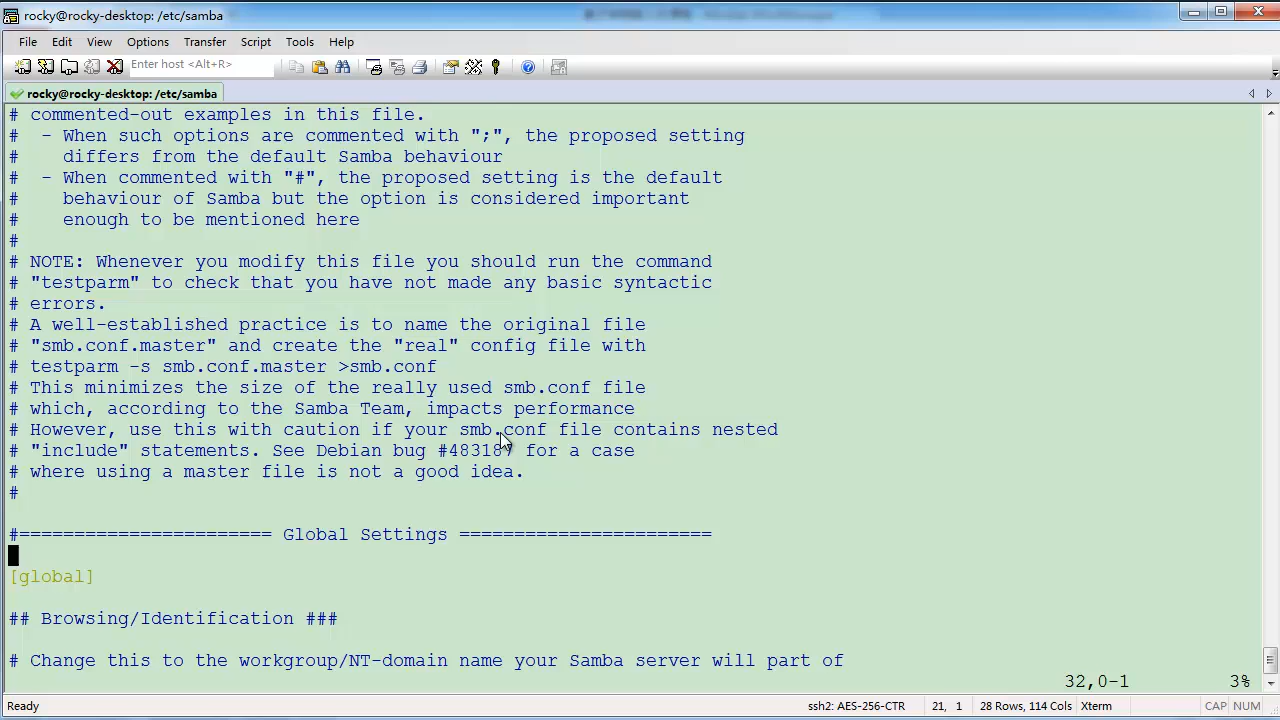 rocky@rocky-desktop: /etc/samba
File Edit View Options Transfer Script Tools Help
Enter host <Alt+R>
rocky@rocky-desktop: /etc/samba
# commented-out examples in this file.
#  - When such options are commented with ";", the proposed setting
#    differs from the default Samba behaviour
#  - When commented with "#", the proposed setting is the default
#    behaviour of Samba but the option is considered important
#    enough to be mentioned here
#
# NOTE: Whenever you modify this file you should run the command
# "testparm" to check that you have not made any basic syntactic
# errors.
# A well-established practice is to name the original file
# "smb.conf.master" and create the "real" config file with
# testparm -s smb.conf.master >smb.conf
# This minimizes the size of the really used smb.conf file
# which, according to the Samba Team, impacts performance
# However, use this with caution if your smb.conf file contains nested
# "include" statements. See Debian bug #483187 for a case
# where using a master file is not a good idea.
#
#======================= Global Settings =======================
[global]
## Browsing/Identification ###
# Change this to the workgroup/NT-domain name your Samba server will part of
32,0-1 3%
Ready ssh2: AES-256-CTR 21, 1 28 Rows, 114 Cols Xterm CAP NUM